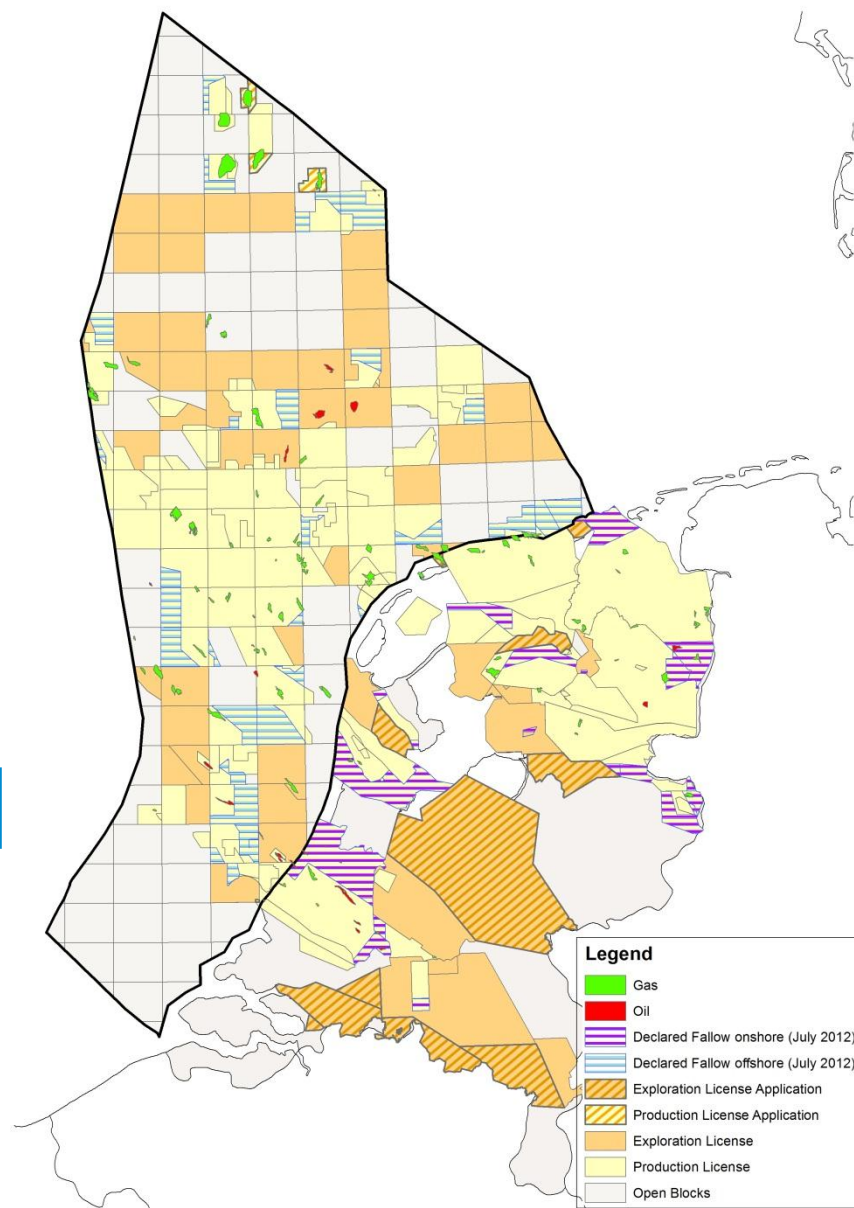 Legend
Gas
Oil
Declared Fallow onshore (July 2012)
Declared Fallow offshore (July 2012)
Exploration License Application
Production License Application
Exploration License
Production License
Open Blocks